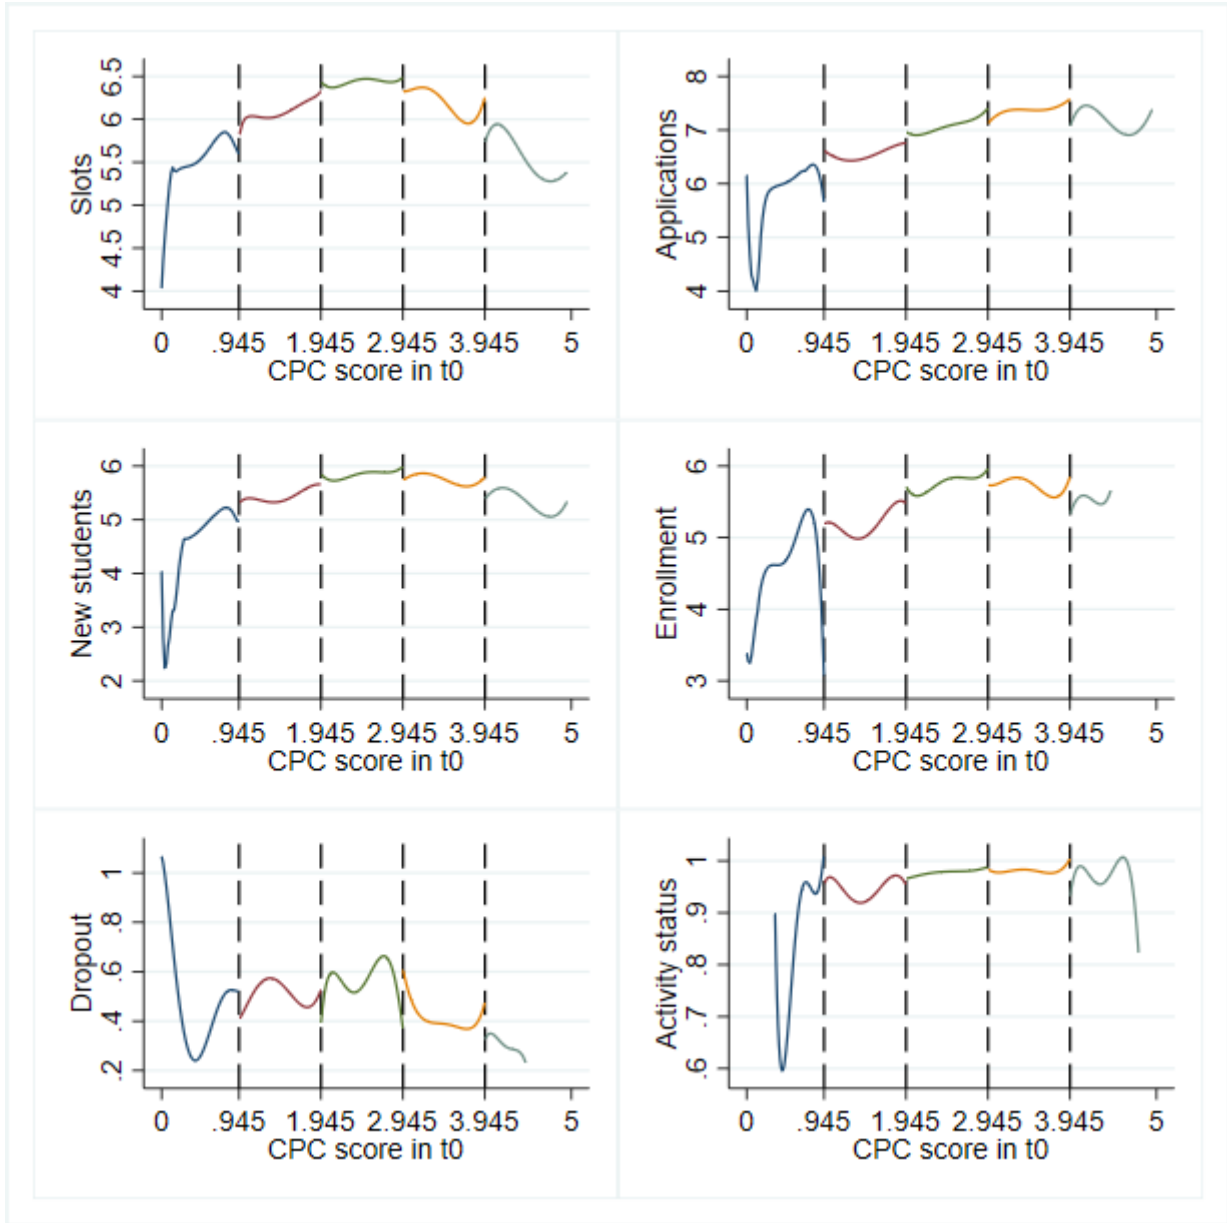 Slots
6.5
6
5.5
5
4.5
4
0 .945 1.945 2.945 3.945 5
CPC score in t0
Applications
8
7
6
5
4
0 .945 1.945 2.945 3.945 5
CPC score in t0
New students
6
5
4
3
2
0 .945 1.945 2.945 3.945 5
CPC score in t0
Enrollment
6
5
4
3
0 .945 1.945 2.945 3.945 5
CPC score in t0
Dropout
1
.8
.6
.4
.2
0 .945 1.945 2.945 3.945 5
CPC score in t0
Activity status
1
.9
.8
.7
.6
0 .945 1.945 2.945 3.945 5
CPC score in t0